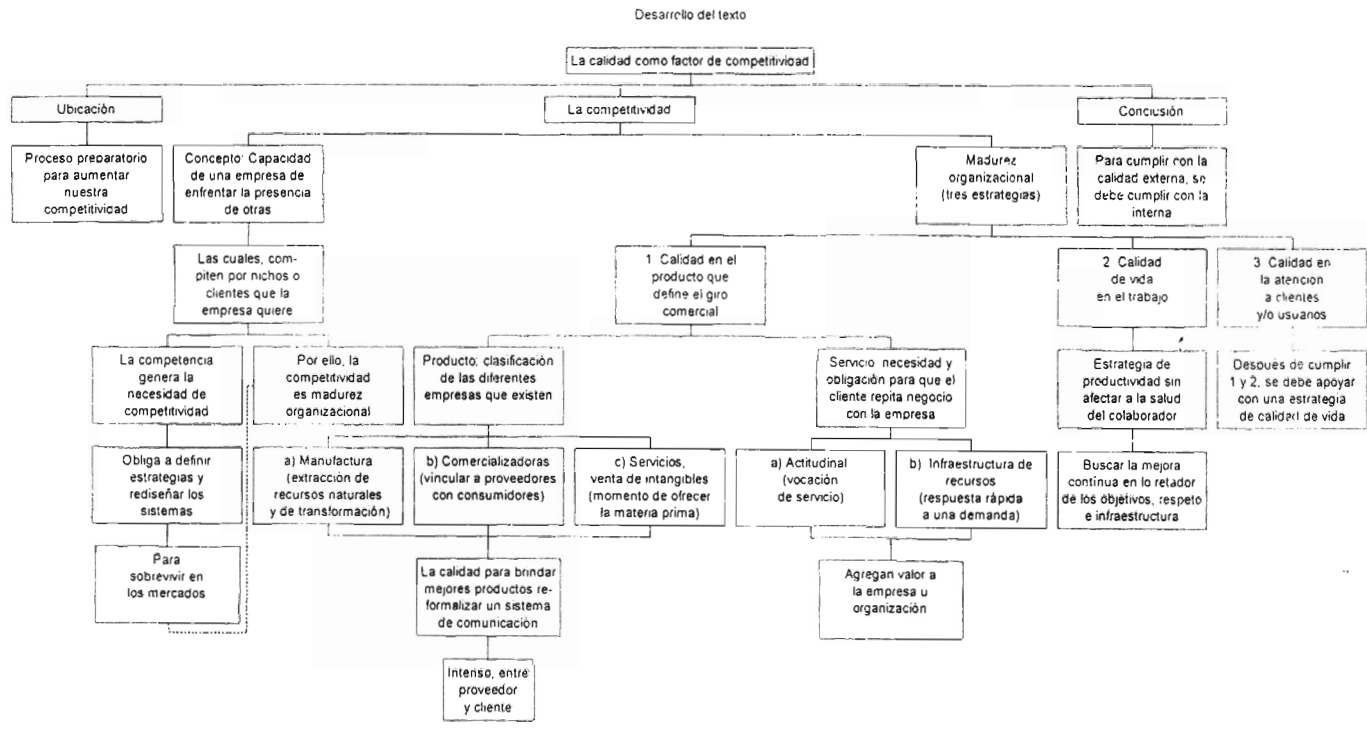 Desarrollo del texto
La calidad como factor de competitividad
Ubicación
La competitividad
Conclusión
Proceso preparatorio
para aumentar
nuestra
competitividad
Concepto: Capacidad
de una empresa de
enfrentar la presencia
de otras
Madurez
organizacional
(tres estrategias)
Para cumplir con la
calidad externa, se
debe cumplir con la
interna
Las cuales, com-
piten por nichos o
clientes que la
empresa quiere
1. Calidad en el
producto que
define el giro
comercial
2. Calidad
de vida
en el trabajo
3. Calidad en
la atención
a clientes
y/o usuarios
La competencia
genera la
necesidad de
competitividad
Por ello, la
competitividad
es madurez
organizacional
Producto: clasificación
de las diferentes
empresas que existen
Servicio: necesidad y
obligación para que el
cliente repita negocio
con la empresa
Estrategia de
productividad sin
afectar a la salud
del colaborador
Después de cumplir
1 y 2, se debe apoyar
con una estrategia
de calidad de vida
Obliga a definir
estrategias y
rediseñar los
sistemas
a) Manufactura
(extracción de
recursos naturales
y de transformación)
b) Comercializadoras
(vincular a proveedores
con consumidores)
c) Servicios,
venta de intangibles
(momento de ofrecer
la materia prima)
a) Actitudinal
(vocación
de servicio)
b) Infraestructura de
recursos
(respuesta rápida
a una demanda)
Buscar la mejora
continua en lo retador
de los objetivos, respeto
e infraestructura
Para
sobrevivir en
los mercados
La calidad para brindar
mejores productos re-
formalizar un sistema
de comunicación
Agregan valor a
la empresa u
organización
Intenso, entre
proveedor
y cliente